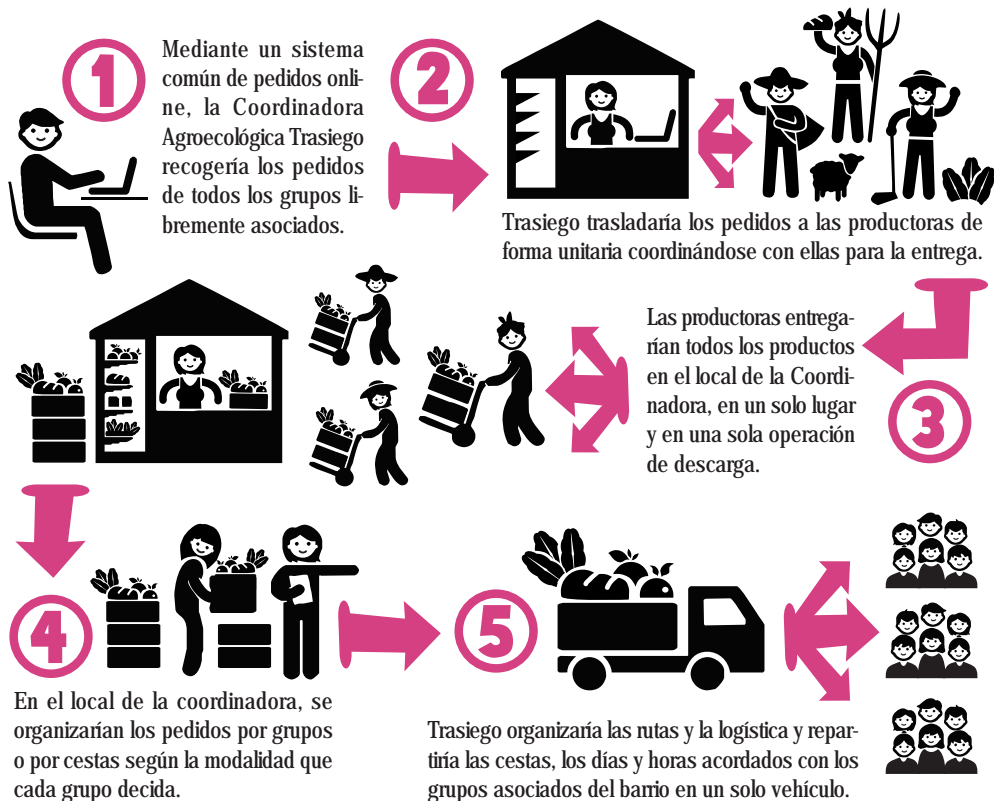 1
Mediante un sistema
común de pedidos onli-
ne, la Coordinadora
Agroecológica Trasiego
recogería los pedidos
de todos los grupos li-
bremente asociados.
2
Trasiego trasladaría los pedidos a las productoras de
forma unitaria coordinándose con ellas para la entrega.
3
Las productoras entrega-
rían todos los productos
en el local de la Coordi-
nadora, en un solo lugar
y en una sola operación
de descarga.
4
En el local de la coordinadora, se
organizarían los pedidos por grupos
o por cestas según la modalidad que
cada grupo decida.
5
Trasiego organizaría las rutas y la logística y repar-
tiría las cestas, los días y horas acordados con los
grupos asociados del barrio en un solo vehículo.